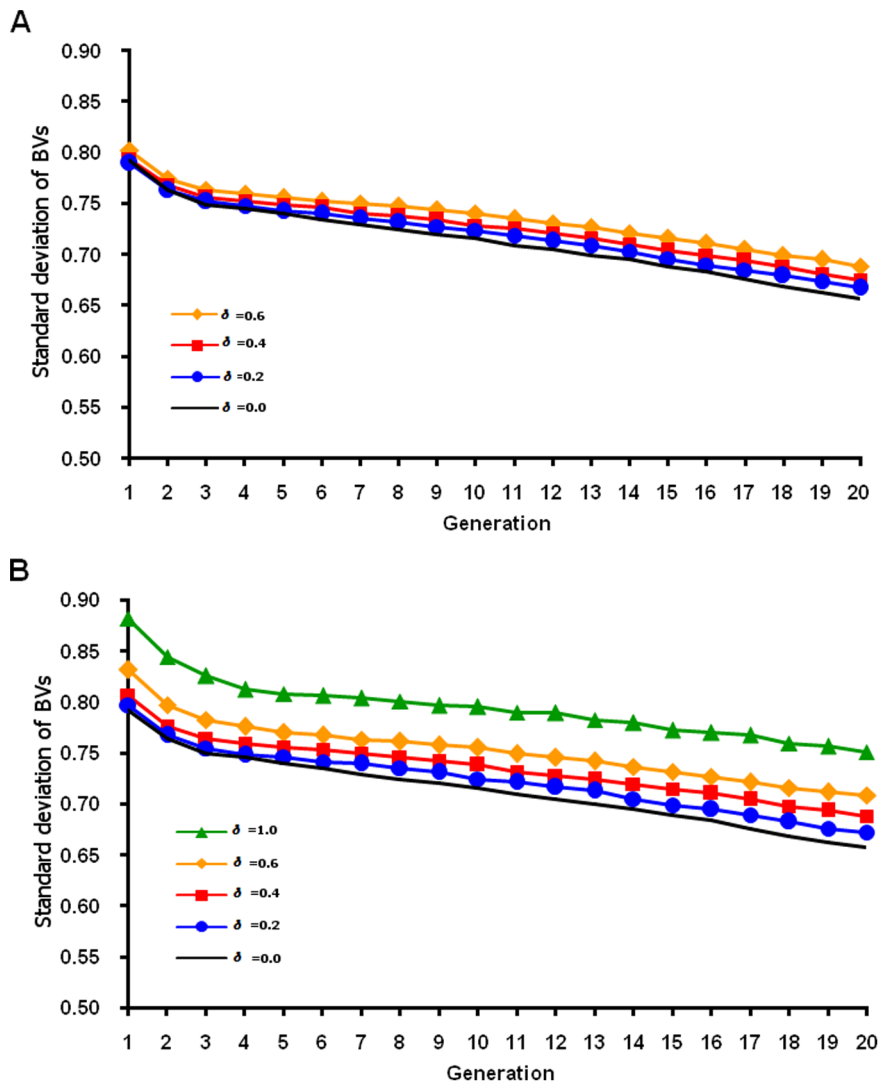 A
Standard deviation of BVs
0.90
0.85
0.80
0.75
0.70
0.65
0.60
0.55
0.50
δ =0.6
δ =0.4
δ =0.2
δ =0.0
1 2 3 4 5 6 7 8 9 10 11 12 13 14 15 16 17 18 19 20
Generation
B
Standard deviation of BVs
0.90
0.85
0.80
0.75
0.70
0.65
0.60
0.55
0.50
δ =1.0
δ =0.6
δ =0.4
δ =0.2
δ =0.0
1 2 3 4 5 6 7 8 9 10 11 12 13 14 15 16 17 18 19 20
Generation